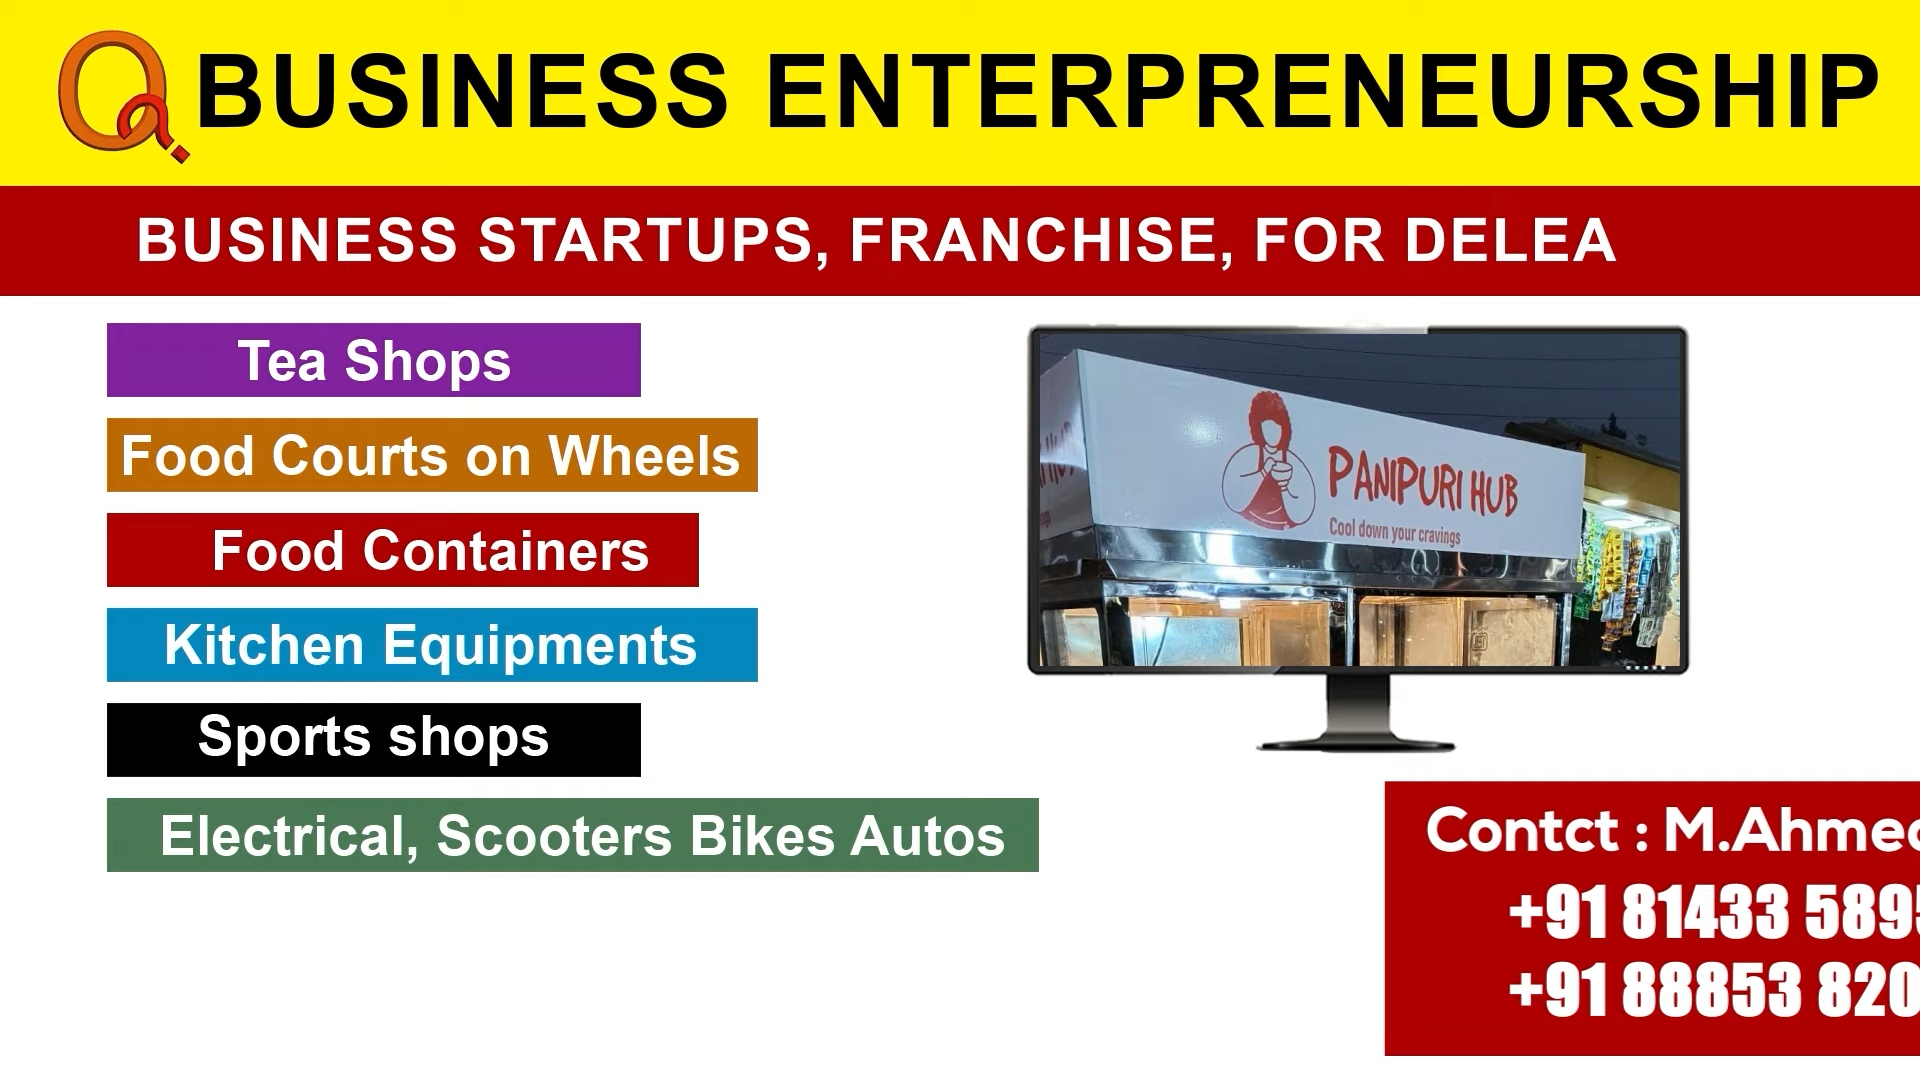 Q BUSINESS ENTERPRENEURSHIP
BUSINESS STARTUPS, FRANCHISE, FOR DELEA
Tea Shops
Food Courts on Wheels
Food Containers
Kitchen Equipments
Sports shops
Electrical, Scooters Bikes Autos
PANIPURI HUB
Cool down your cravings
Contct : M.Ahmed
+91 81433 589
+91 88853 820